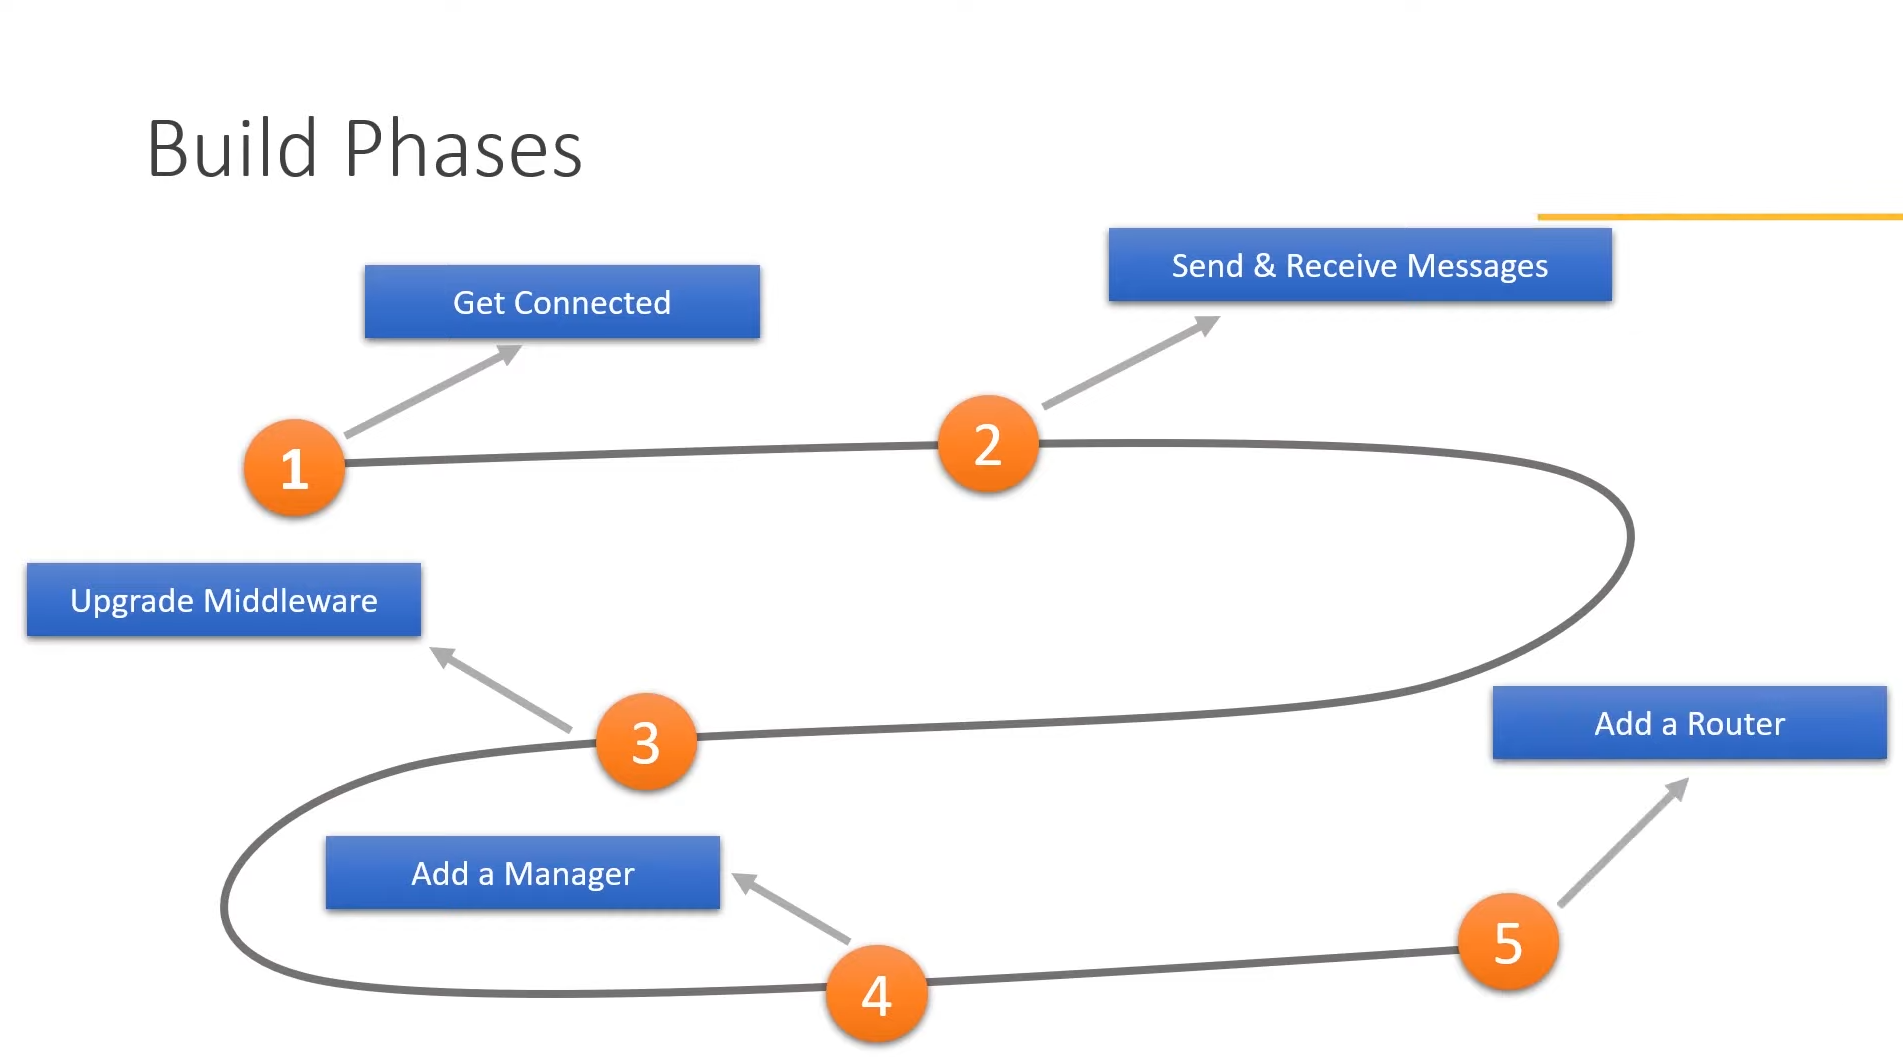 Build Phases
Get Connected
Send & Receive Messages
1
2
Upgrade Middleware
3
Add a Router
Add a Manager
4
5